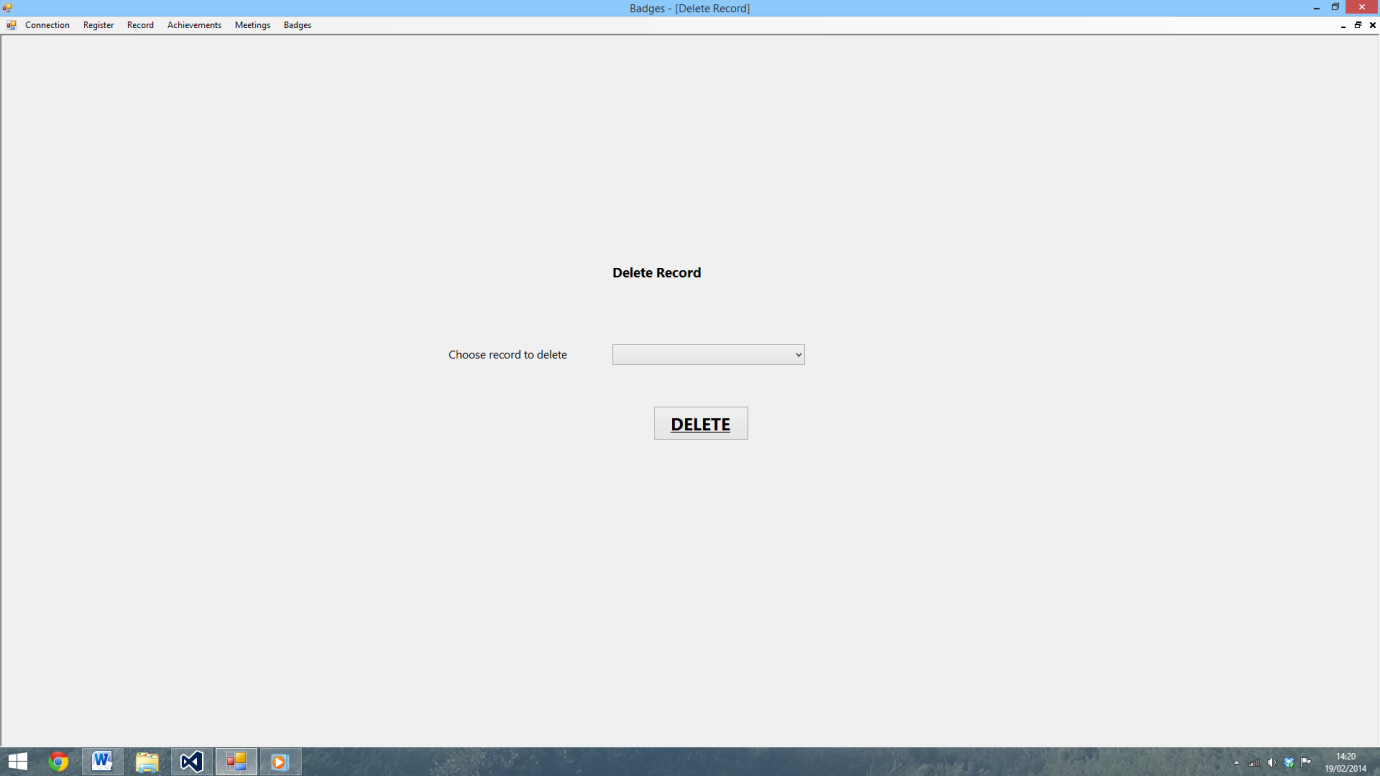 Badges - [Delete Record]
Connection Register Record Achievements Meetings Badges
Delete Record
Choose record to delete
DELETE
14:20
19/02/2014